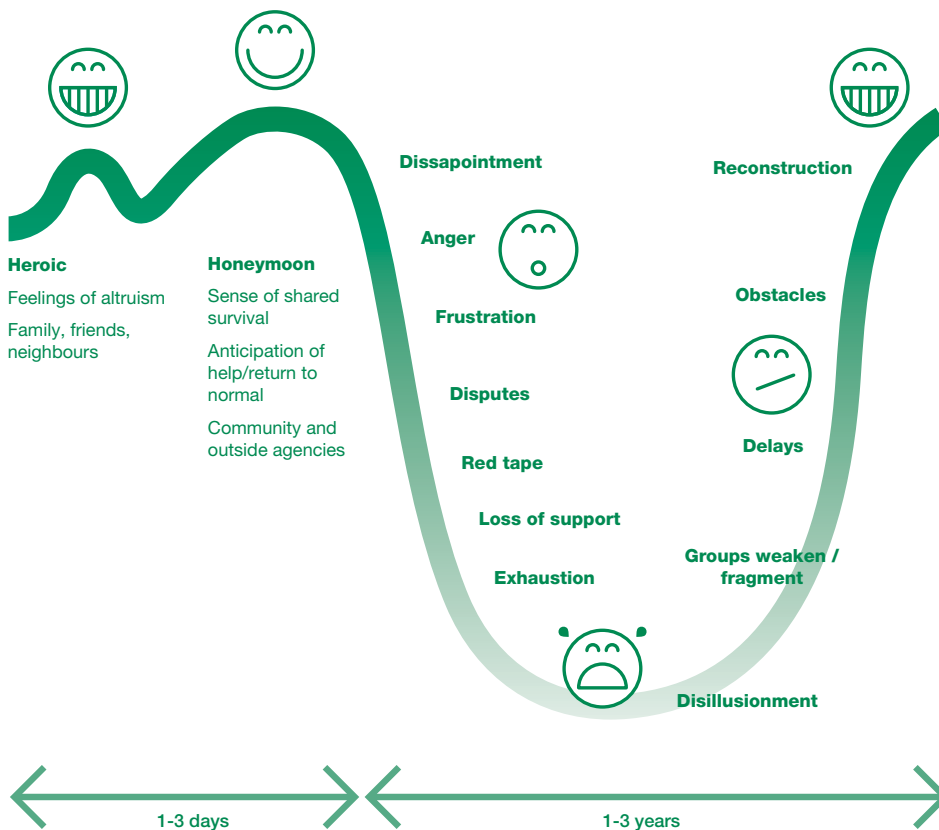 Heroic
Feelings of altruism
Family, friends,
neighbours
Honeymoon
Sense of shared
survival
Anticipation of
help/return to
normal
Community and
outside agencies
Dissapointment
Anger
Frustration
Disputes
Red tape
Loss of support
Exhaustion
Disillusionment
Groups weaken /
fragment
Delays
Obstacles
Reconstruction
1-3 days
1-3 years